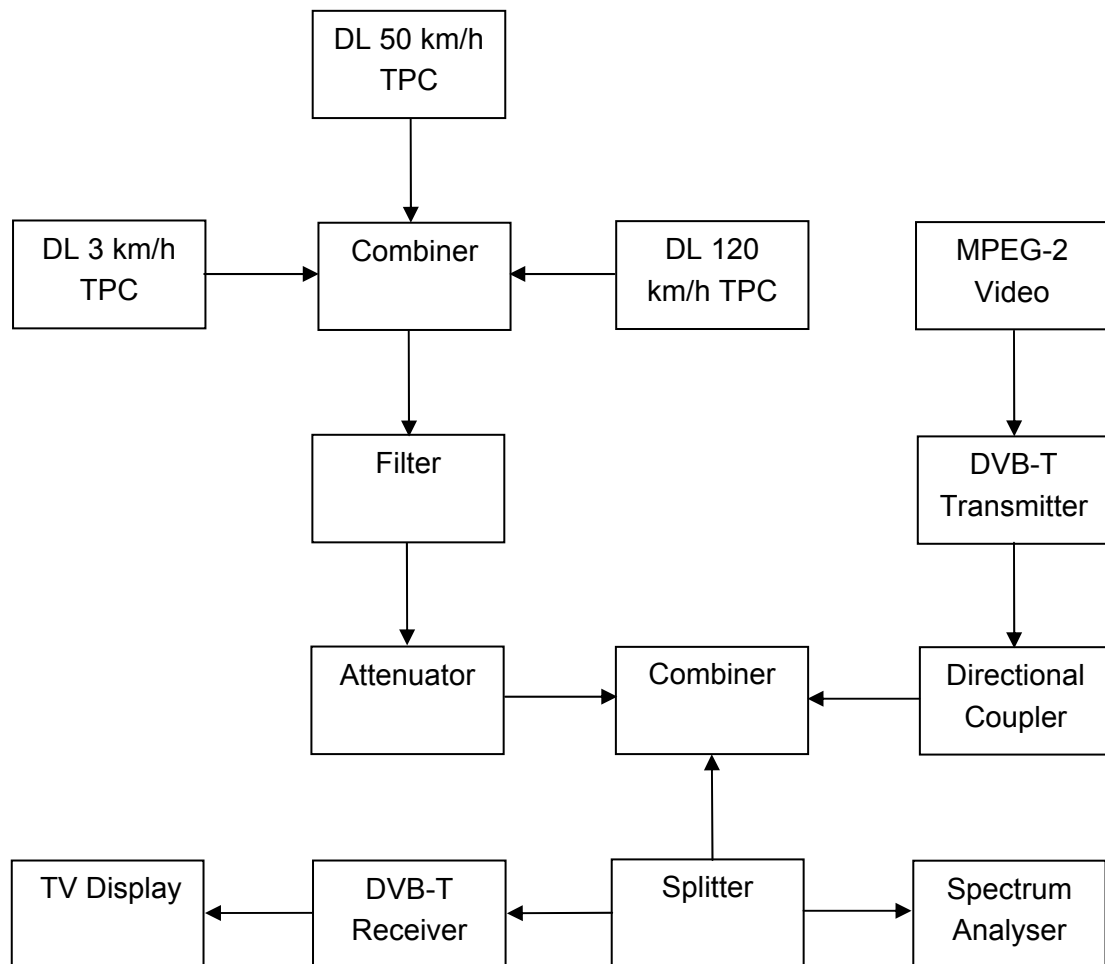 DL 50 km/h
TPC
DL 3 km/h
TPC
Combiner
DL 120
km/h TPC
MPEG-2
Video
Filter
DVB-T
Transmitter
Attenuator
Combiner
Directional
Coupler
TV Display
DVB-T
Receiver
Splitter
Spectrum
Analyser